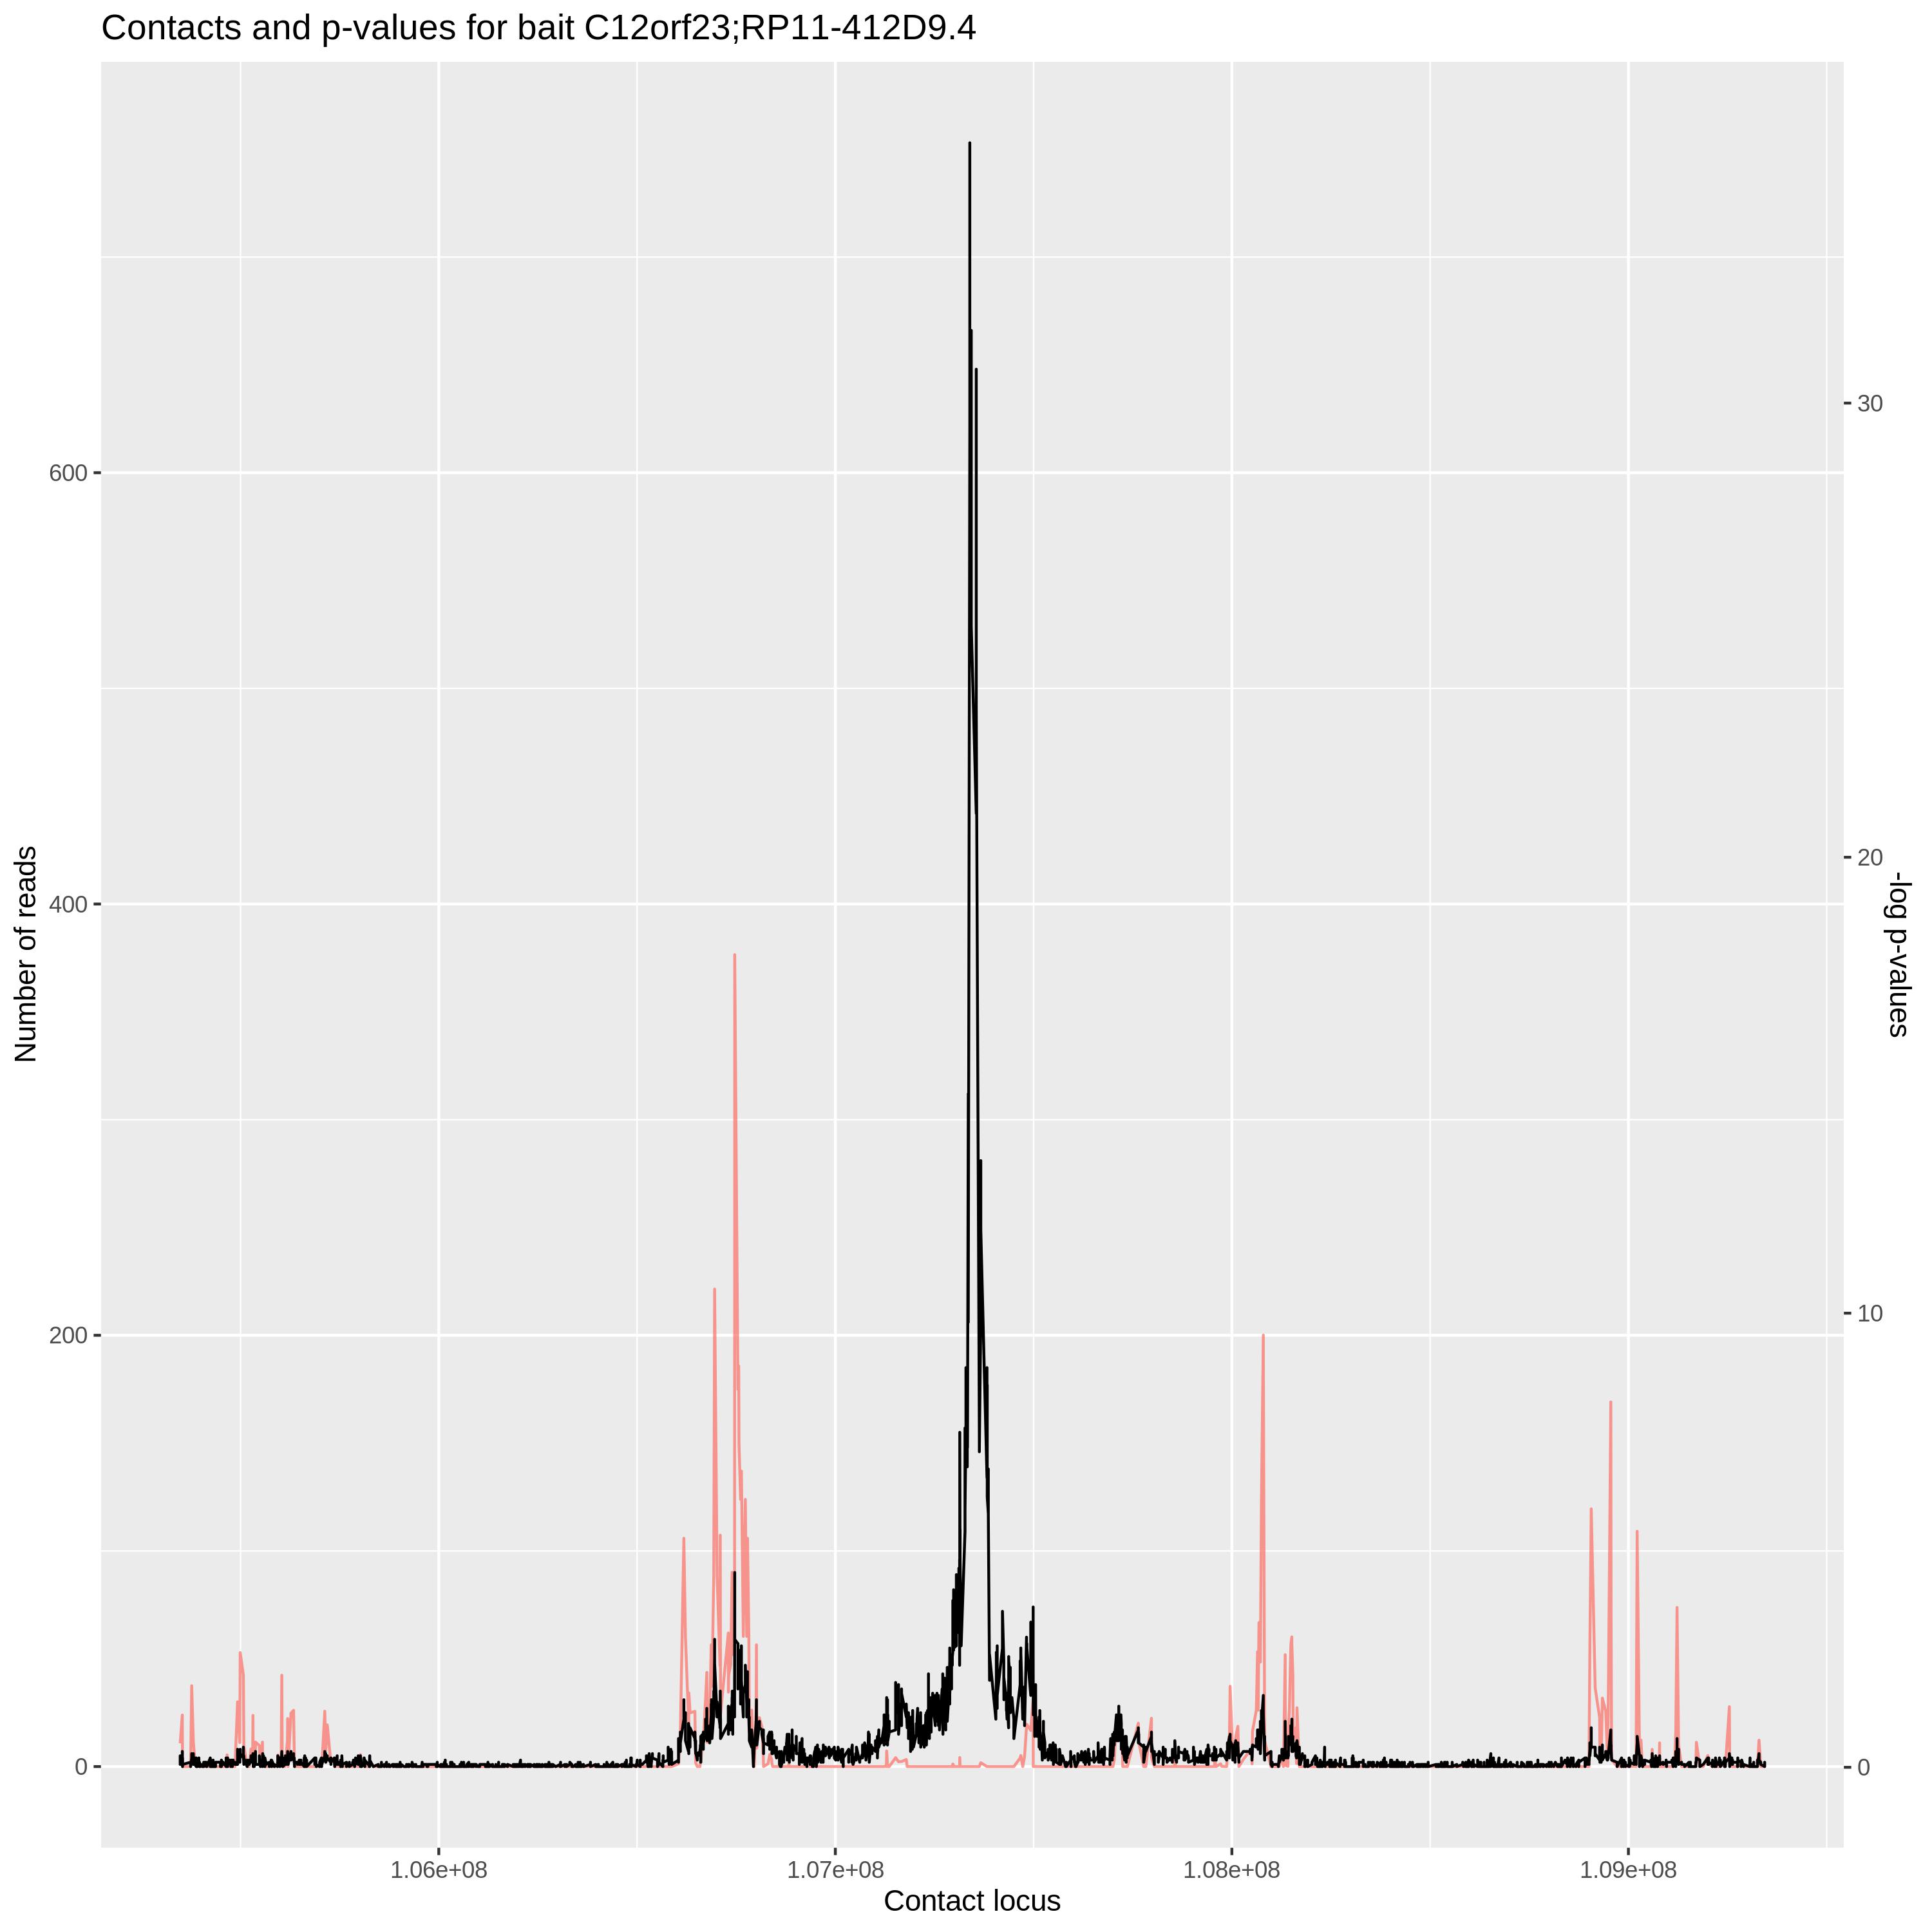 Contacts and p-values for bait C12orf23;RP11-412D9.4
Number of reads
600
400
200
0
30
20
10
0
-log p-values
1.06e+08
1.07e+08
1.08e+08
1.09e+08
Contact locus